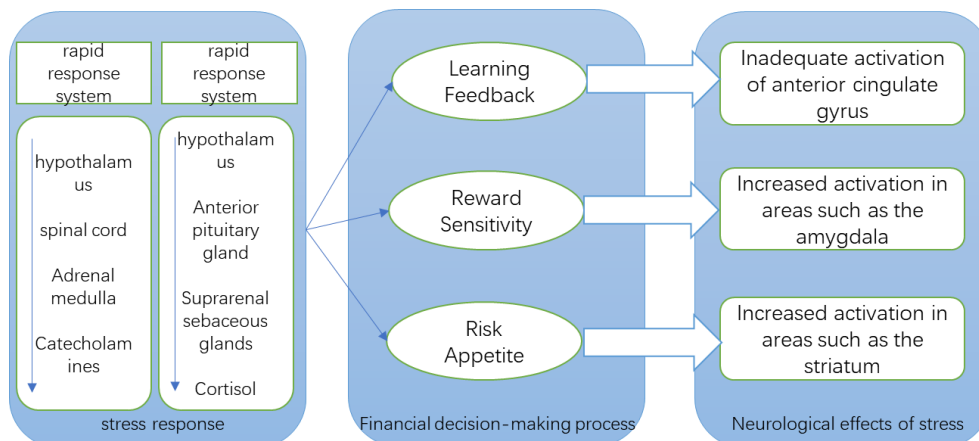 rapid
response
system
rapid
response
system
hypothalam
us
spinal cord
Adrenal
medulla
Catecholam
ines
hypothalam
us
Anterior
pituitary
gland
Suprarenal
sebaceous
glands
Cortisol
stress response
Learning
Feedback
Reward
Sensitivity
Risk
Appetite
Financial decision-making process
Inadequate activation
of anterior cingulate
gyrus
Increased activation in
areas such as the
amygdala
Increased activation in
areas such as the
striatum
Neurological effects of stress